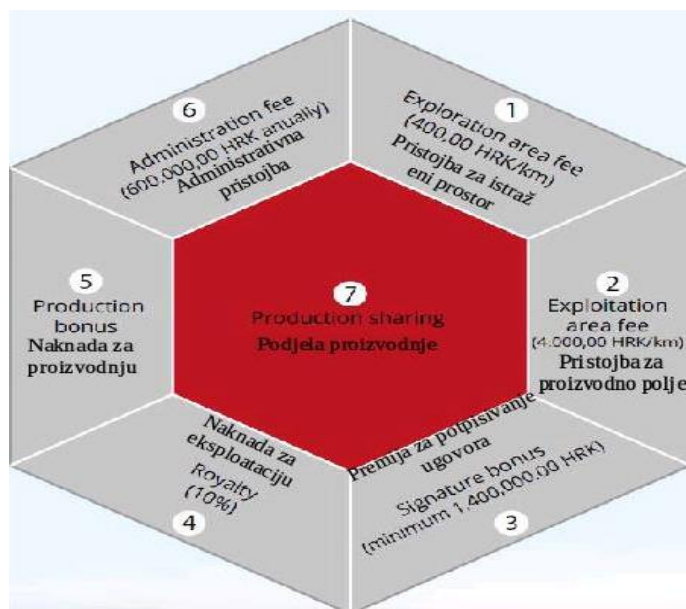 6
Administration fee
(600.000,00 HRK anually)
Administrativna
pristojba
1
Exploration area fee
(400,00 HRK/km)
Pristojba za istraž
eni prostor
5
Production
bonus
Naknada za
proizvodnju
7
Production sharing
Podjela proizvodnje
2
Exploitation
area fee
(4.000,00 HRK/km)
Pristojba za
proizvodno polje
Naknada za
eksploataciju
Royalty
(10%)
4
Premija za potpisivanje
ugovora
Signature bonus
(minimum 1,400,000.00 HRK)
3